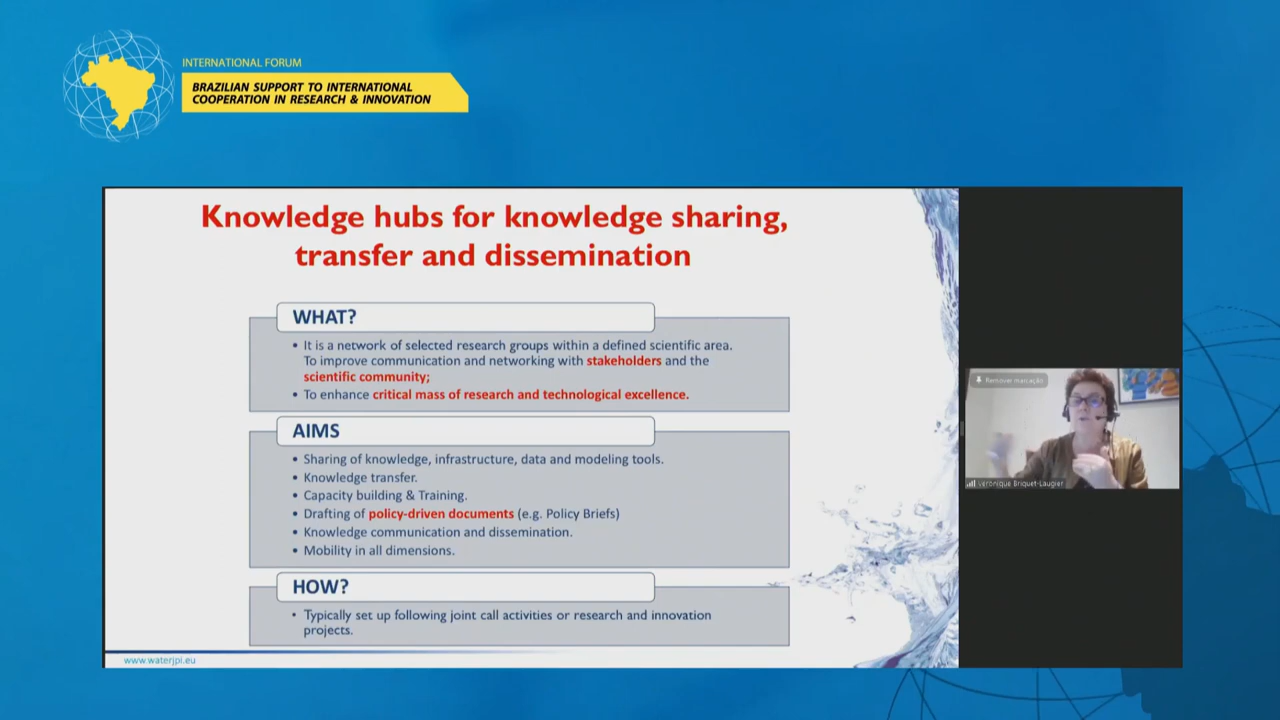 INTERNATIONAL FORUM
BRAZILIAN SUPPORT TO INTERNATIONAL
COOPERATION IN RESEARCH & INNOVATION
Knowledge hubs for knowledge sharing,
transfer and dissemination
WHAT?
• It is a network of selected research groups within a defined scientific area.
To improve communication and networking with stakeholders and the
scientific community;
• To enhance critical mass of research and technological excellence.
AIMS
• Sharing of knowledge, infrastructure, data and modeling tools.
• Knowledge transfer.
• Capacity building & Training.
• Drafting of policy-driven documents (e.g. Policy Briefs)
• Knowledge communication and dissemination.
• Mobility in all dimensions.
HOW?
• Typically set up following joint call activities or research and innovation
projects.
www.waterjpi.eu
Remover marcação
Veronique Briquet-Laugier